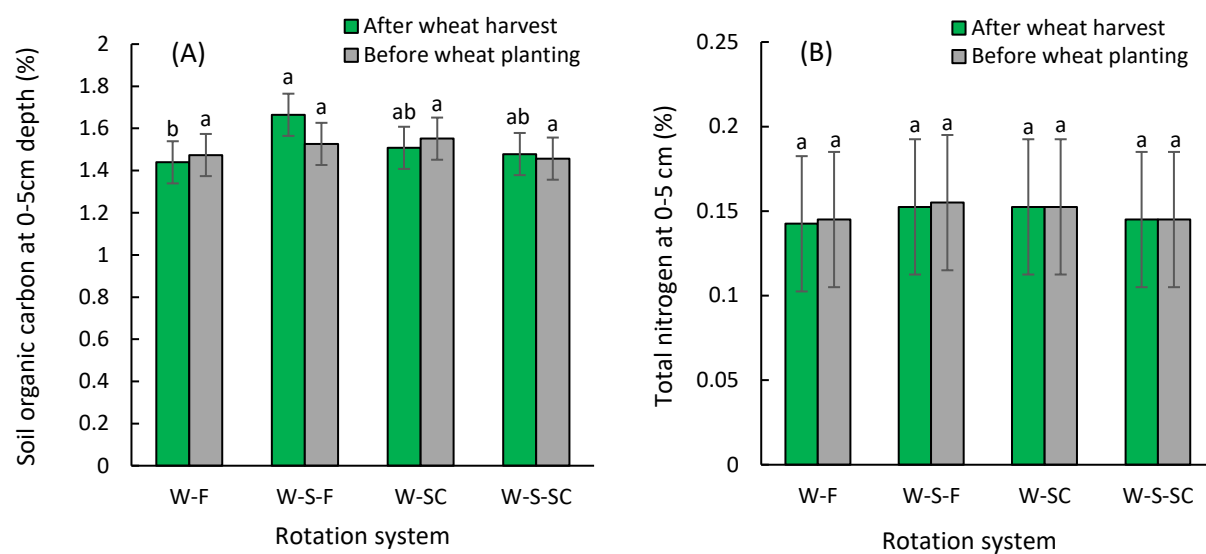 (A)
After wheat harvest
Before wheat planting
Soil organic carbon at 0-5cm depth (%)
2
1.8
1.6
1.4
1.2
1
0.8
0.6
0.4
0.2
0
b a a a ab a ab a
W-F W-S-F W-SC W-S-SC
Rotation system
(B)
After wheat harvest
Before wheat planting
Total nitrogen at 0-5 cm (%)
0.25
0.2
0.15
0.1
0.05
0
a a a a a a a a
W-F W-S-F W-SC W-S-SC
Rotation system